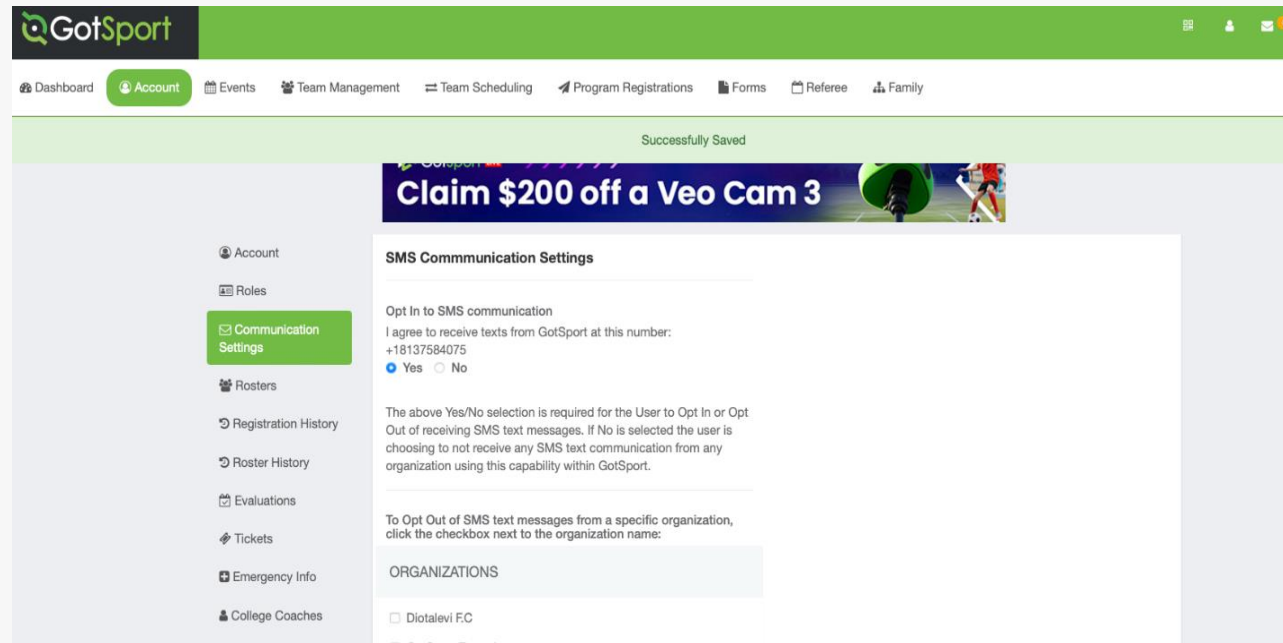 GotSport
Dashboard Account Events Team Management Team Scheduling Program Registrations Forms Referee Family
Successfully Saved
Claim $200 off a Veo Cam 3
Account
Roles
Communication
Settings
Rosters
Registration History
Roster History
Evaluations
Tickets
Emergency Info
College Coaches
SMS Commmunication Settings
Opt In to SMS communication
I agree to receive texts from GotSport at this number:
+18137584075
Yes No
The above Yes/No selection is required for the User to Opt In or Opt
Out of receiving SMS text messages. If No is selected the user is
choosing to not receive any SMS text communication from any
organization using this capability within GotSport.
To Opt Out of SMS text messages from a specific organization,
click the checkbox next to the organization name:
ORGANIZATIONS
Diotalevi F.C